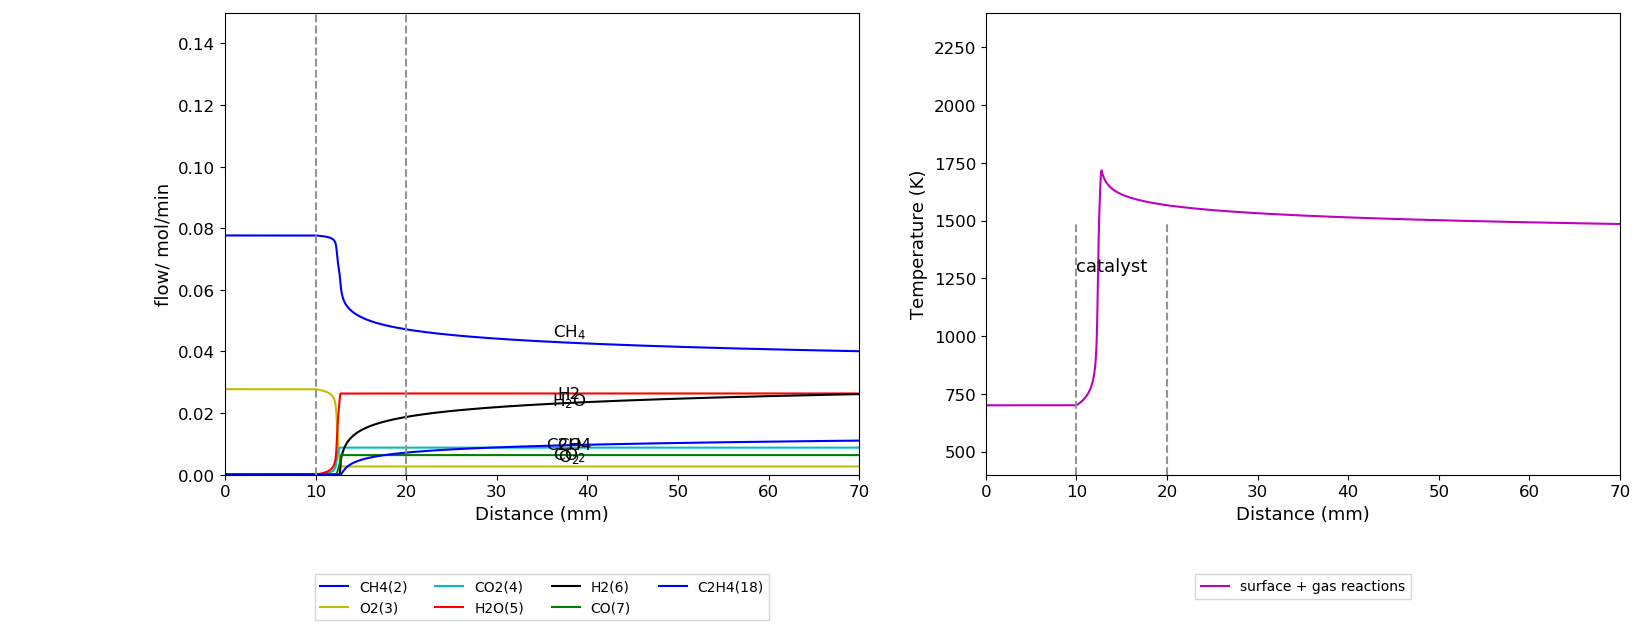 0.14
0.12
0.10
0.08
0.06
0.04
0.02
0.00
flow/ mol/min
CH₄
H2
H₂O
C2H4
CO
O₂
0 10 20 30 40 50 60 70
Distance (mm)
CH4(2) CO2(4) H2(6) C2H4(18)
O2(3) H2O(5) CO(7)
2250
2000
1750
1500
1250
1000
750
500
Temperature (K)
catalyst
0 10 20 30 40 50 60 70
Distance (mm)
surface + gas reactions